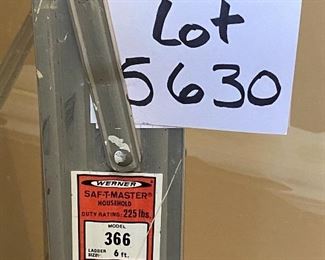 Lot
5630
WERNER
SAF-T-MASTER®
HOUSEHOLD
DUTY RATING: 225 lbs.
MODEL
366
LADDER SIZE: 6 ft.